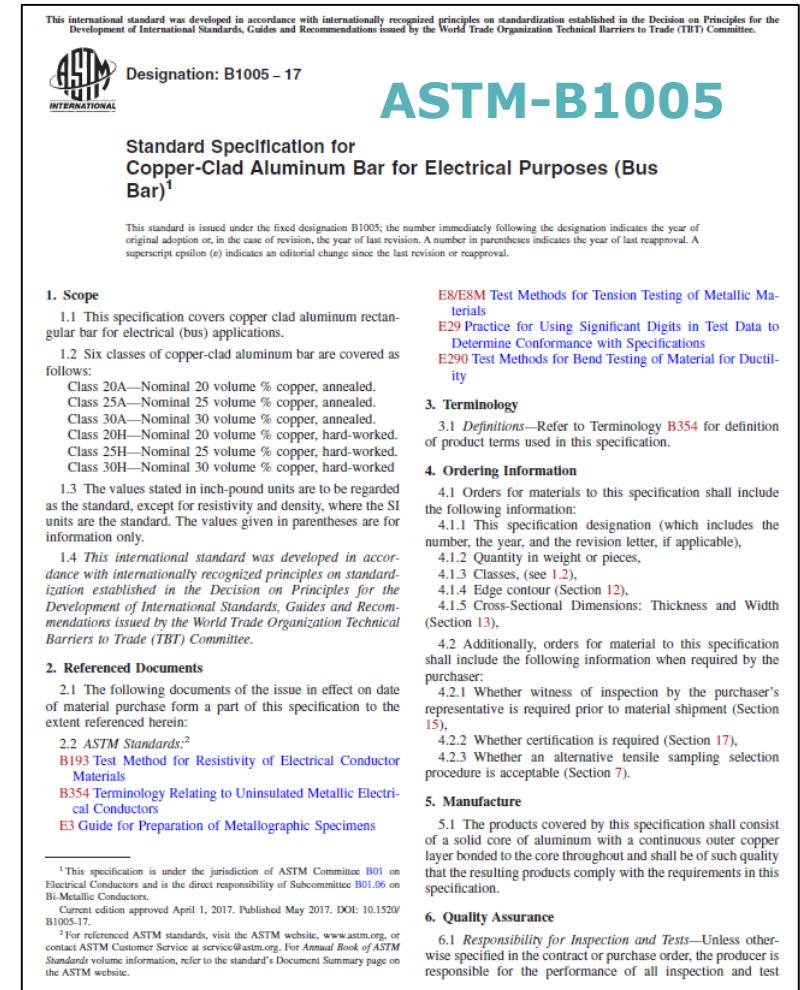 This international standard was developed in accordance with internationally recognized principles on standardization established in the Decision on Principles for the
Development of International Standards, Guides and Recommendations issued by the World Trade Organization Technical Barriers to Trade (TBT) Committee.
ASTM
INTERNATIONAL
Designation: B1005 – 17
ASTM-B1005
Standard Specification for
Copper-Clad Aluminum Bar for Electrical Purposes (Bus
Bar)1
This standard is issued under the fixed designation B1005; the number immediately following the designation indicates the year of
original adoption or, in the case of revision, the year of last revision. A number in parentheses indicates the year of last reapproval. A
superscript epsilon (ε) indicates an editorial change since the last revision or reapproval.
1. Scope
1.1 This specification covers copper clad aluminum rectan-
gular bar for electrical (bus) applications.
1.2 Six classes of copper-clad aluminum bar are covered as
follows:
Class 20A—Nominal 20 volume % copper, annealed.
Class 25A—Nominal 25 volume % copper, annealed.
Class 30A—Nominal 30 volume % copper, annealed.
Class 20H—Nominal 20 volume % copper, hard-worked.
Class 25H—Nominal 25 volume % copper, hard-worked.
Class 30H—Nominal 30 volume % copper, hard-worked
1.3 The values stated in inch-pound units are to be regarded
as the standard, except for resistivity and density, where the SI
units are the standard. The values given in parentheses are for
information only.
1.4 This international standard was developed in accor-
dance with internationally recognized principles on standard-
ization established in the Decision on Principles for the
Development of International Standards, Guides and Recom-
mendations issued by the World Trade Organization Technical
Barriers to Trade (TBT) Committee.
2. Referenced Documents
2.1 The following documents of the issue in effect on date
of material purchase form a part of this specification to the
extent referenced herein:
2.2 ASTM Standards:2
B193 Test Method for Resistivity of Electrical Conductor
Materials
B354 Terminology Relating to Uninsulated Metallic Electri-
cal Conductors
E3 Guide for Preparation of Metallographic Specimens
1 This specification is under the jurisdiction of ASTM Committee B01 on
Electrical Conductors and is the direct responsibility of Subcommittee B01.06 on
Bi-Metallic Conductors.
Current edition approved April 1, 2017. Published May 2017. DOI: 10.1520/
B1005-17.
2 For referenced ASTM standards, visit the ASTM website, www.astm.org, or
contact ASTM Customer Service at service@astm.org. For Annual Book of ASTM
Standards volume information, refer to the standard's Document Summary page on
the ASTM website.
E8/E8M Test Methods for Tension Testing of Metallic Ma-
terials
E29 Practice for Using Significant Digits in Test Data to
Determine Conformance with Specifications
E290 Test Methods for Bend Testing of Material for Ductil-
ity
3. Terminology
3.1 Definitions—Refer to Terminology B354 for definition
of product terms used in this specification.
4. Ordering Information
4.1 Orders for materials to this specification shall include
the following information:
4.1.1 This specification designation (which includes the
number, the year, and the revision letter, if applicable),
4.1.2 Quantity in weight or pieces,
4.1.3 Classes, (see 1.2),
4.1.4 Edge contour (Section 12),
4.1.5 Cross-Sectional Dimensions: Thickness and Width
(Section 13),
4.2 Additionally, orders for material to this specification
shall include the following information when required by the
purchaser:
4.2.1 Whether witness of inspection by the purchaser's
representative is required prior to material shipment (Section
15),
4.2.2 Whether certification is required (Section 17),
4.2.3 Whether an alternative tensile sampling selection
procedure is acceptable (Section 7).
5. Manufacture
5.1 The products covered by this specification shall consist
of a solid core of aluminum with a continuous outer copper
layer bonded to the core throughout and shall be of such quality
that the resulting products comply with the requirements in this
specification.
6. Quality Assurance
6.1 Responsibility for Inspection and Tests—Unless other-
wise specified in the contract or purchase order, the producer is
responsible for the performance of all inspection and test